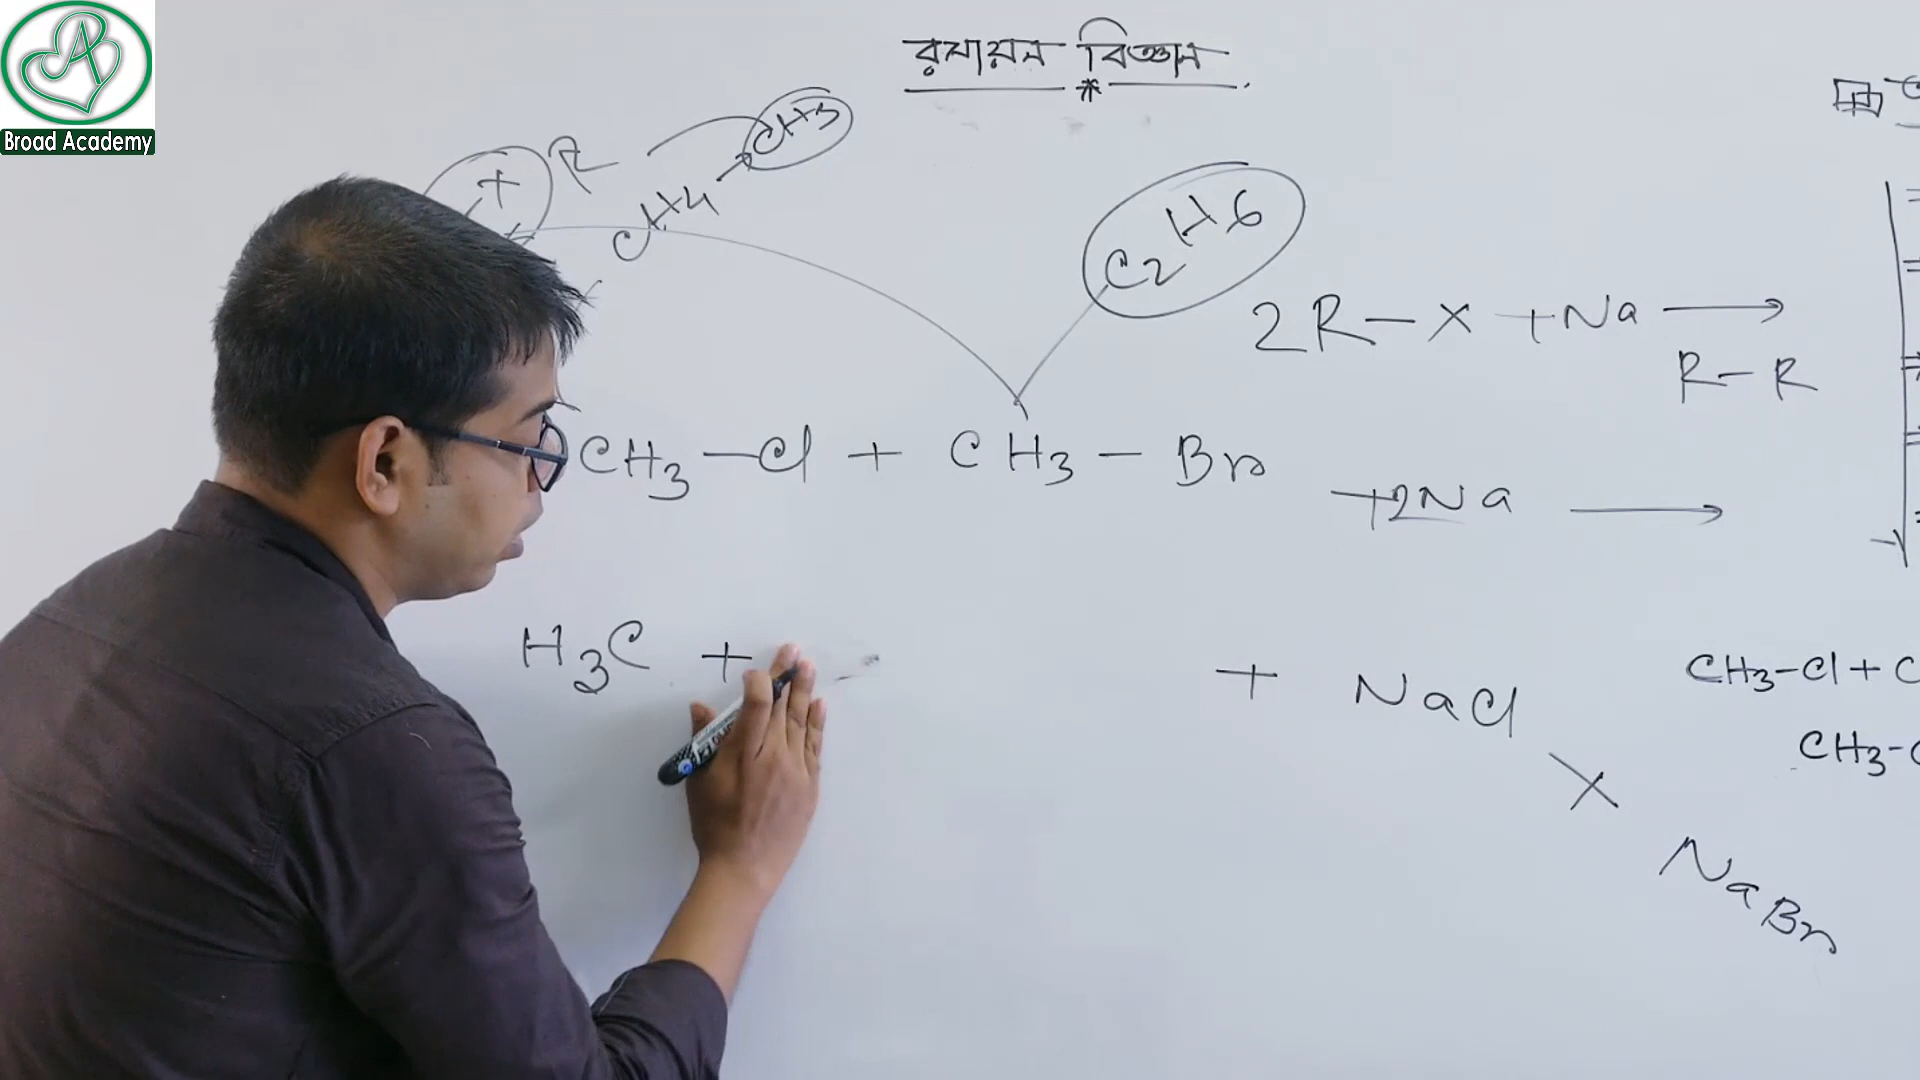 Broad Academy
রসায়ন বিজ্ঞান
*
+ R
CH3
CH4
C2H6
2R-X + Na →
R-R
CH3-Cl + CH3-Br
+2Na →
H3C +
+ NaCl
NaBr
CH3-Cl + C
CH3-C